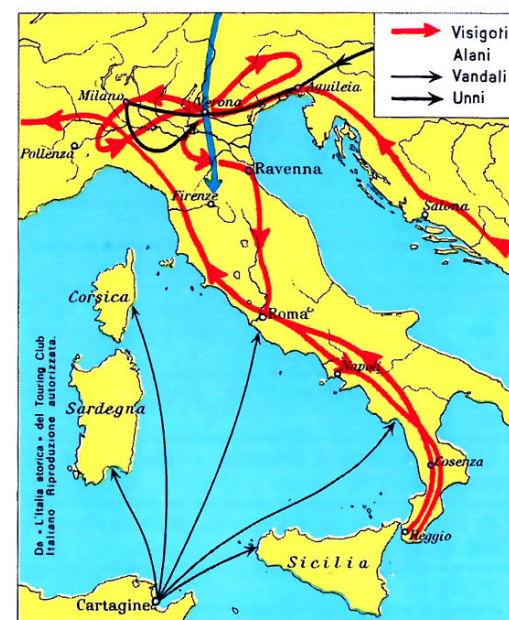 Visigoti
Alani
Vandali
Unni
Milano
Verona
Aquileia
Pollenza
Ravenna
Firenze
Salona
Corsica
Roma
Sardegna
Napoli
Cosenza
Reggio
Sicilia
Cartagine
Da « L'Italia storica » del Touring Club
Italiano Riproduzione autorizzata.